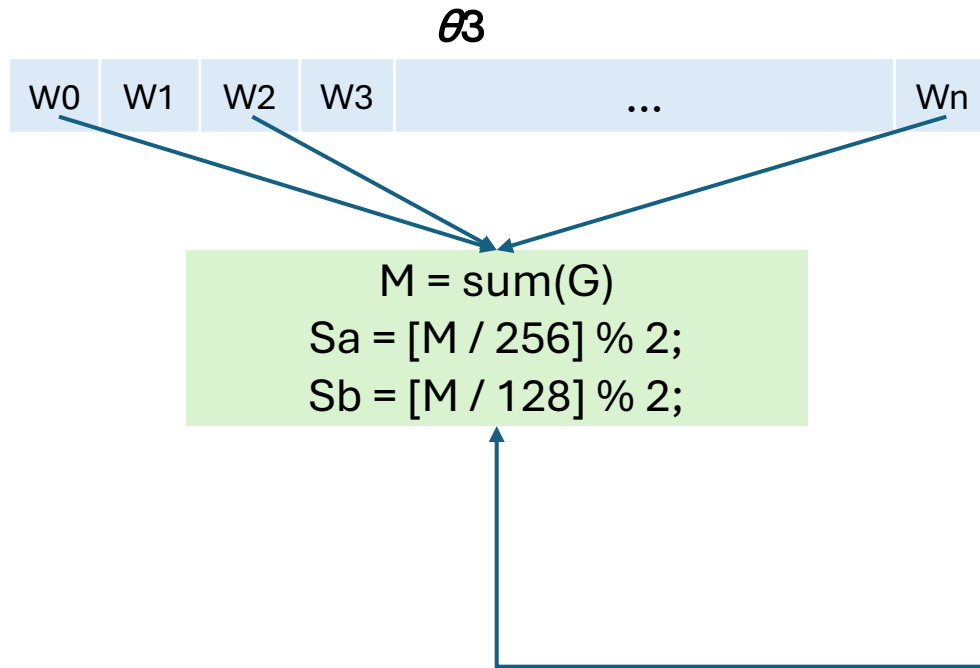 θ3
W0 W1 W2 W3 ... Wn
M = sum(G)
Sa = [M / 256] % 2;
Sb = [M / 128] % 2;